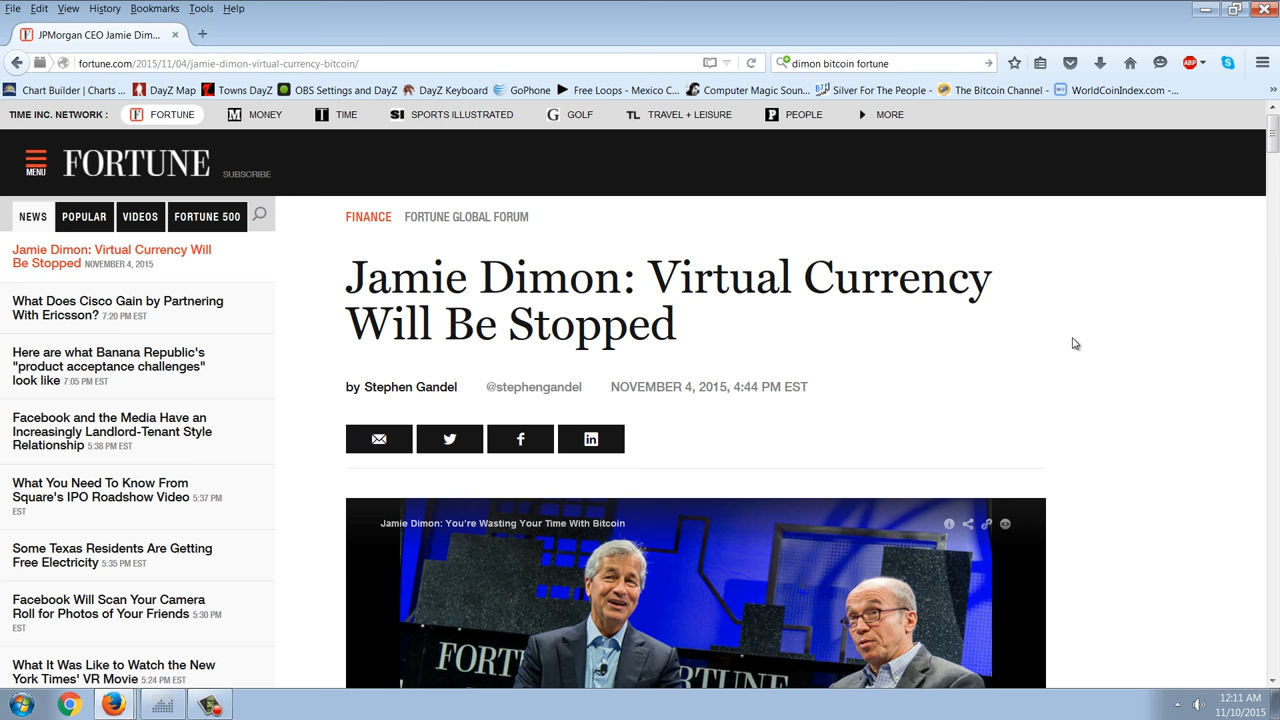 File Edit View History Bookmarks Tools Help
JPMorgan CEO Jamie Dim...
fortune.com/2015/11/04/jamie-dimon-virtual-currency-bitcoin/
dimon bitcoin fortune
ABP
Chart Builder | Charts ... DayZ Map Towns DayZ OBS Settings and DayZ DayZ Keyboard GoPhone Free Loops - Mexico C... Computer Magic Soun... Silver For The People - ... The Bitcoin Channel - ... WorldCoinIndex.com -...
TIME INC. NETWORK : F FORTUNE M MONEY T TIME SI SPORTS ILLUSTRATED G GOLF TL TRAVEL + LEISURE P PEOPLE MORE
MENU
FORTUNE
SUBSCRIBE
NEWS POPULAR VIDEOS FORTUNE 500
Jamie Dimon: Virtual Currency Will
Be Stopped NOVEMBER 4, 2015
What Does Cisco Gain by Partnering
With Ericsson? 7:20 PM EST
Here are what Banana Republic's
"product acceptance challenges"
look like 7:05 PM EST
Facebook and the Media Have an
Increasingly Landlord-Tenant Style
Relationship 5:38 PM EST
What You Need To Know From
Square's IPO Roadshow Video 5:37 PM
EST
Some Texas Residents Are Getting
Free Electricity 5:35 PM EST
Facebook Will Scan Your Camera
Roll for Photos of Your Friends 5:30 PM
EST
What It Was Like to Watch the New
York Times' VR Movie 5:24 PM EST
FINANCE FORTUNE GLOBAL FORUM
Jamie Dimon: Virtual Currency
Will Be Stopped
by Stephen Gandel @stephengandel NOVEMBER 4, 2015, 4:44 PM EST
Jamie Dimon: You're Wasting Your Time With Bitcoin
12:11 AM
11/10/2015